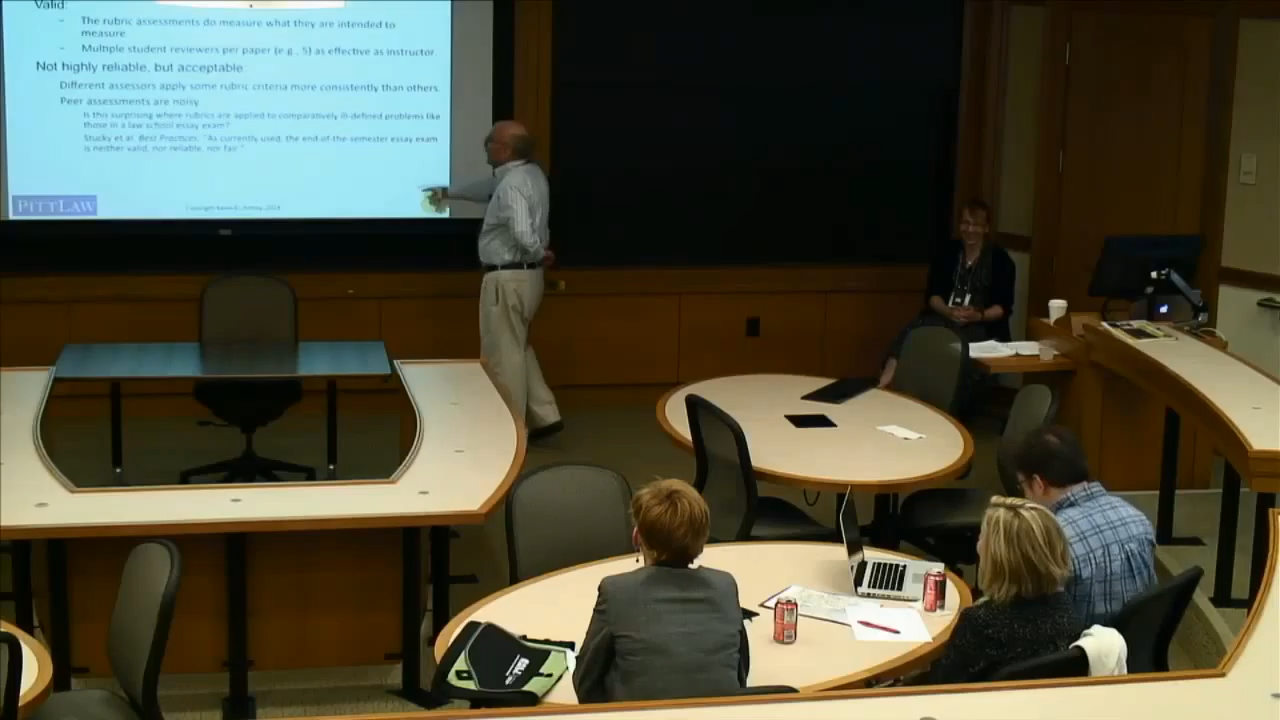 Valid:
– The rubric assessments do measure what they are intended to
measure.
– Multiple student reviewers per paper (e.g., 5) as effective as instructor.
Not highly reliable, but acceptable:
Different assessors apply some rubric criteria more consistently than others.
Peer assessments are noisy
Is this surprising where rubrics are applied to comparatively ill-defined problems like
those in a law school essay exam?
Stucky et al. Best Practices: "As currently used, the end-of-the-semester essay exam
is neither valid, nor reliable, nor fair."
PITTLAW
Copyright